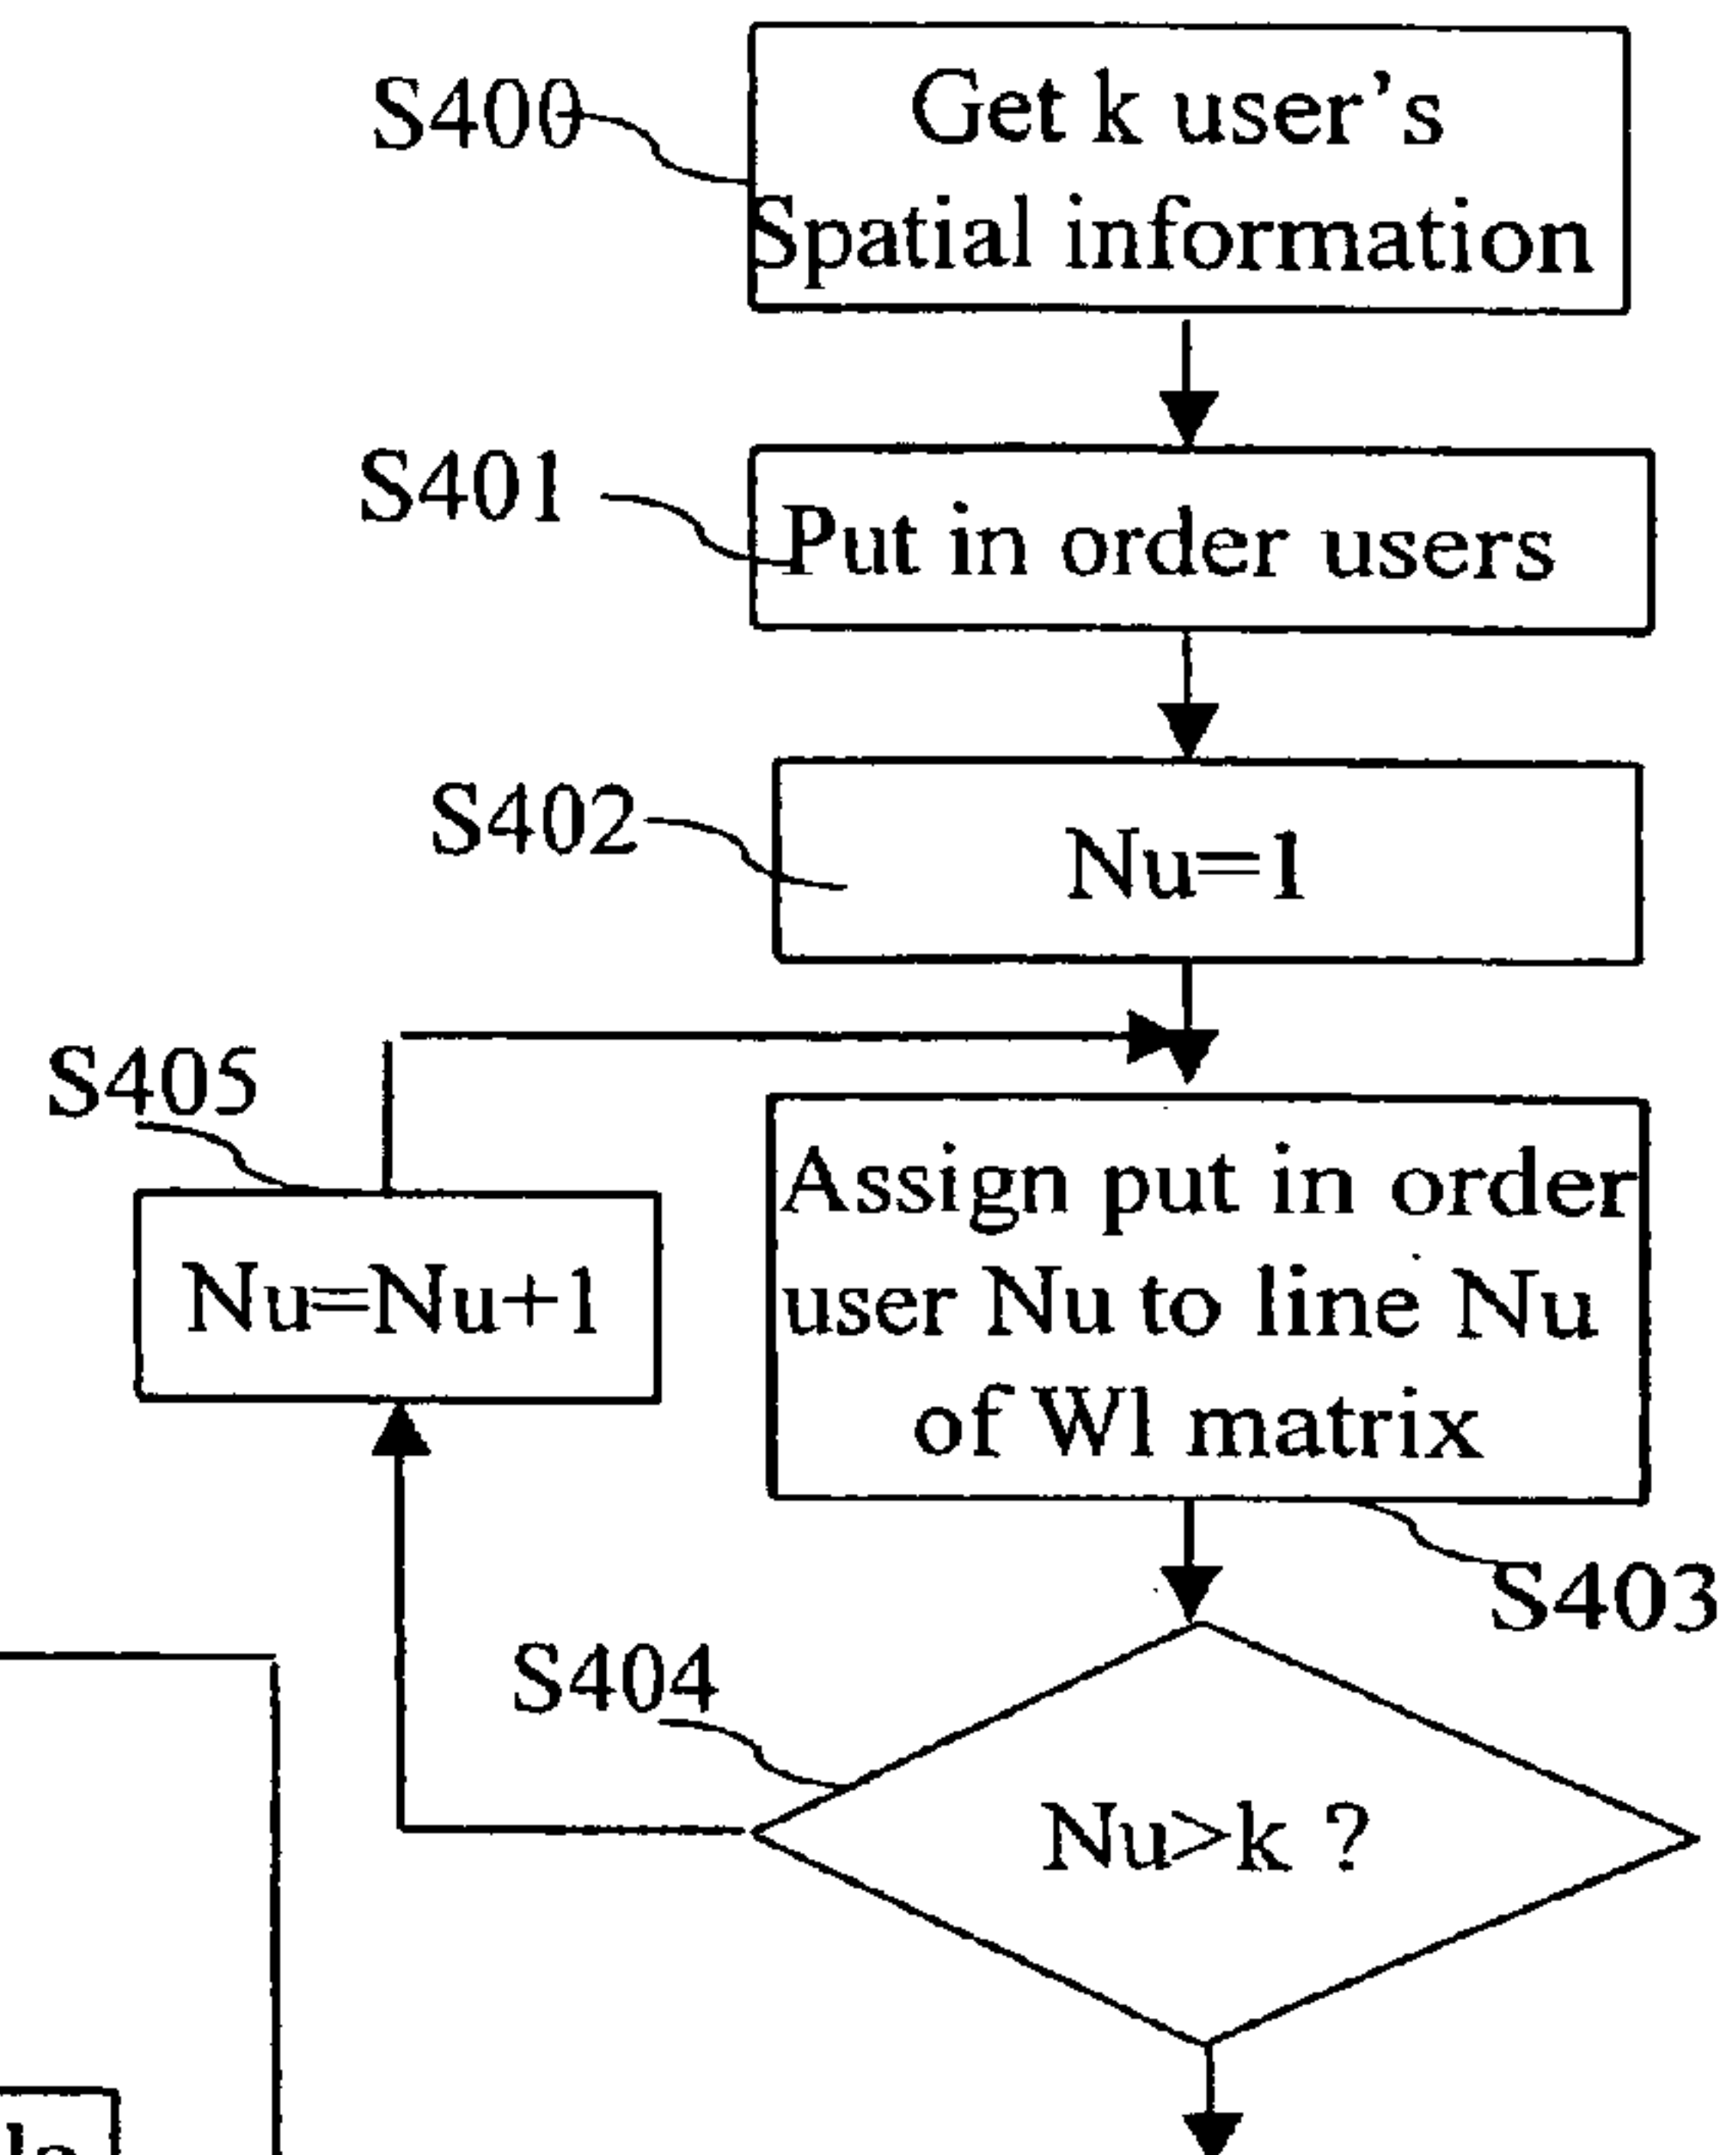 S400
Get k user's
Spatial information
S401
Put in order users
S402
Nu=1
S405
Nu=Nu+1
Assign put in order
user Nu to line Nu
of Wl matrix
S403
S404
Nu>k ?